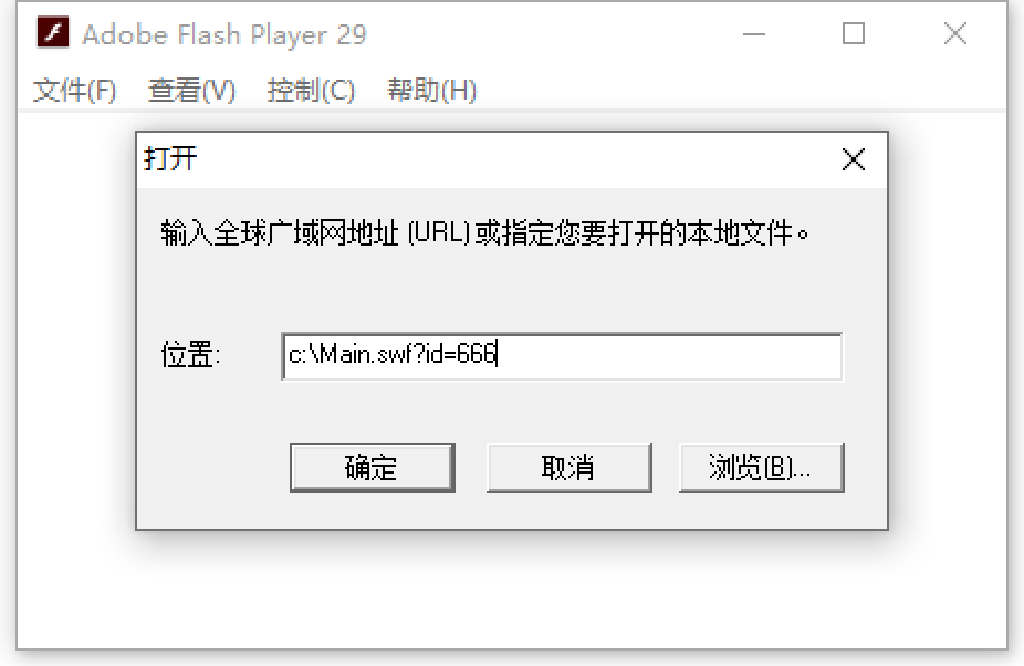 Adobe Flash Player 29
文件(F) 查看(V) 控制(C) 帮助(H)
打开
输入全球广域网地址 (URL) 或指定您要打开的本地文件。
位置: c:\Main.swf?id=666
确定 取消 浏览(B)...